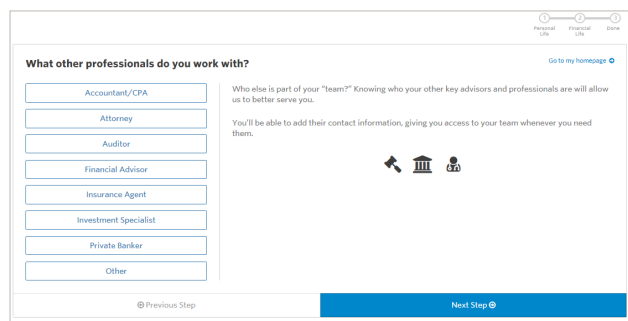 1 2 3
Personal Life Financial Life Done
What other professionals do you work with?
Go to my homepage
Accountant/CPA
Attorney
Auditor
Financial Advisor
Insurance Agent
Investment Specialist
Private Banker
Other
Who else is part of your "team?" Knowing who your other key advisors and professionals are will allow
us to better serve you.
You'll be able to add their contact information, giving you access to your team whenever you need
them.
Previous Step
Next Step